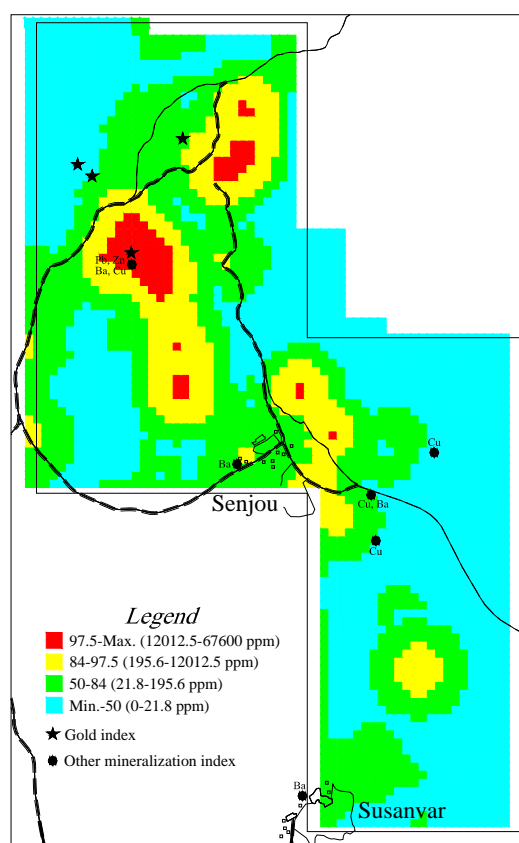 Pb, Zn
Ba, Cu
Cu
Ba
Cu, Ba
Senjou
Cu
Legend
97.5-Max. (12012.5-67600 ppm)
84-97.5 (195.6-12012.5 ppm)
50-84 (21.8-195.6 ppm)
Min.-50 (0-21.8 ppm)
Gold index
Other mineralization index
Ba
Susanvar